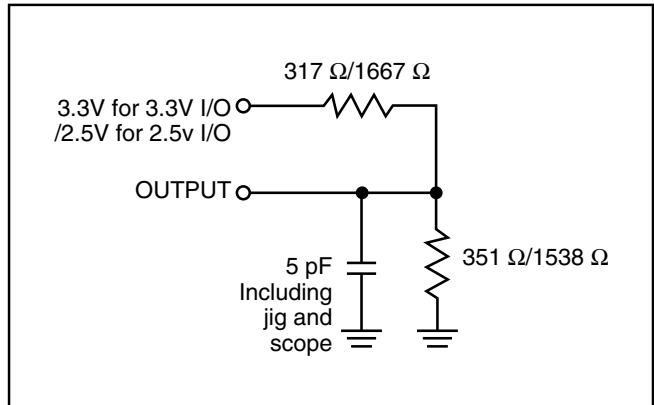 317 Ω/1667 Ω
3.3V for 3.3V I/O
/2.5V for 2.5v I/O
OUTPUT
351 Ω/1538 Ω
5 pF
Including
jig and
scope